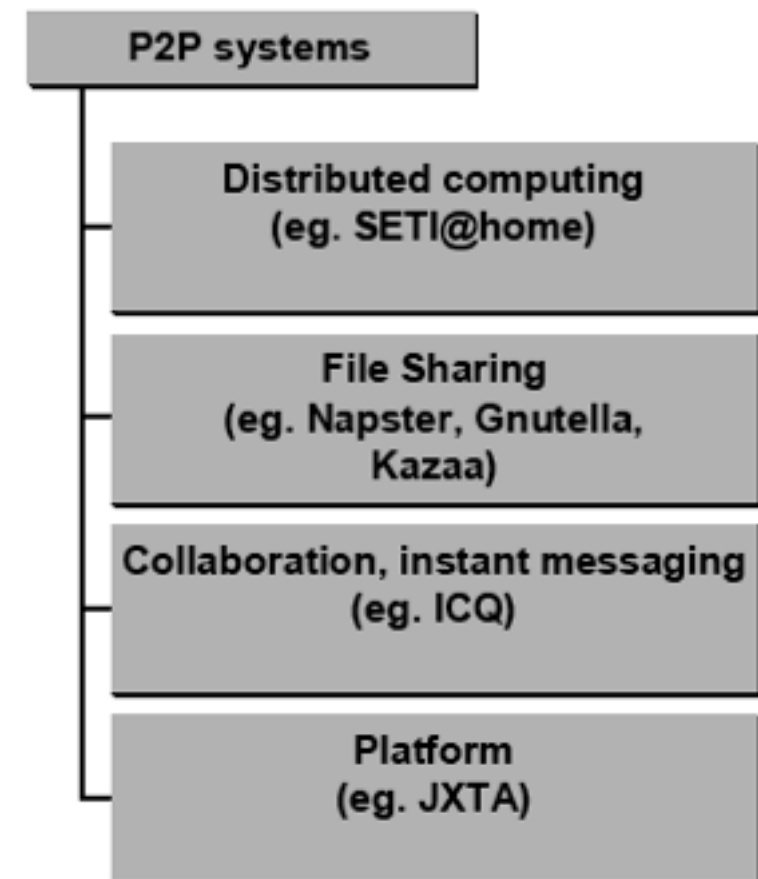 P2P systems
Distributed computing
(eg. SETI@home)
File Sharing
(eg. Napster, Gnutella,
Kazaa)
Collaboration, instant messaging
(eg. ICQ)
Platform
(eg. JXTA)